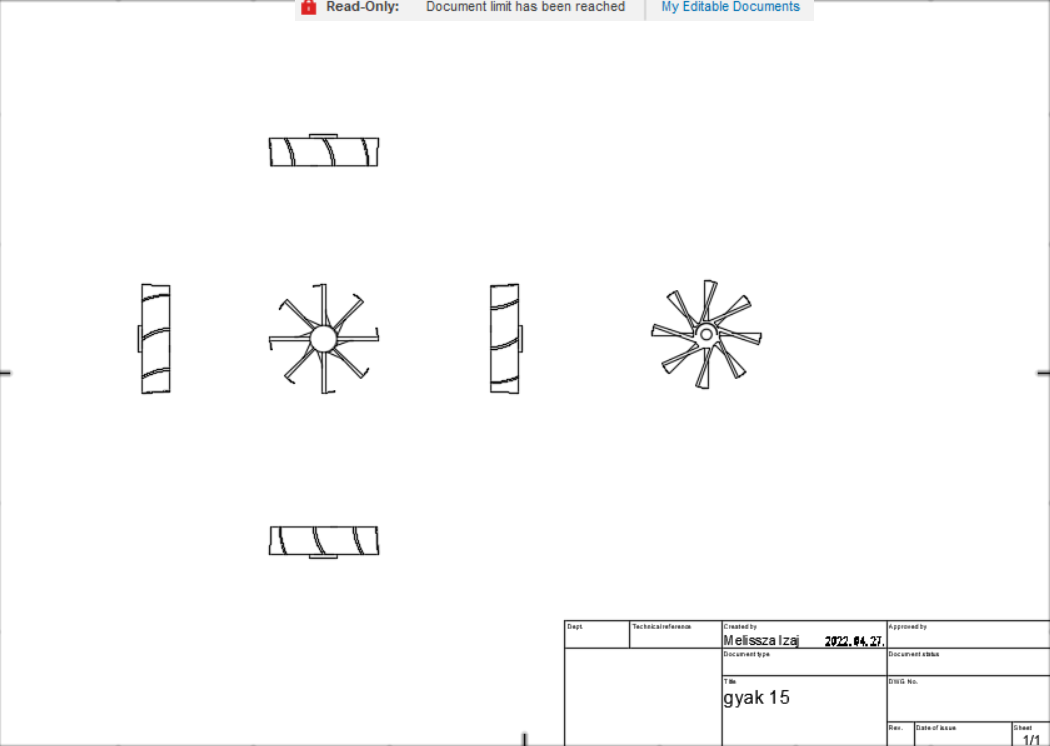 Read-Only: Document limit has been reached My Editable Documents
Dept. Technical reference Created by Approved by
Melissza Izaj 2022.04.27.
Document type Document status
Title DWG No.
gyak 15
Rev. Date of issue Sheet
1/1